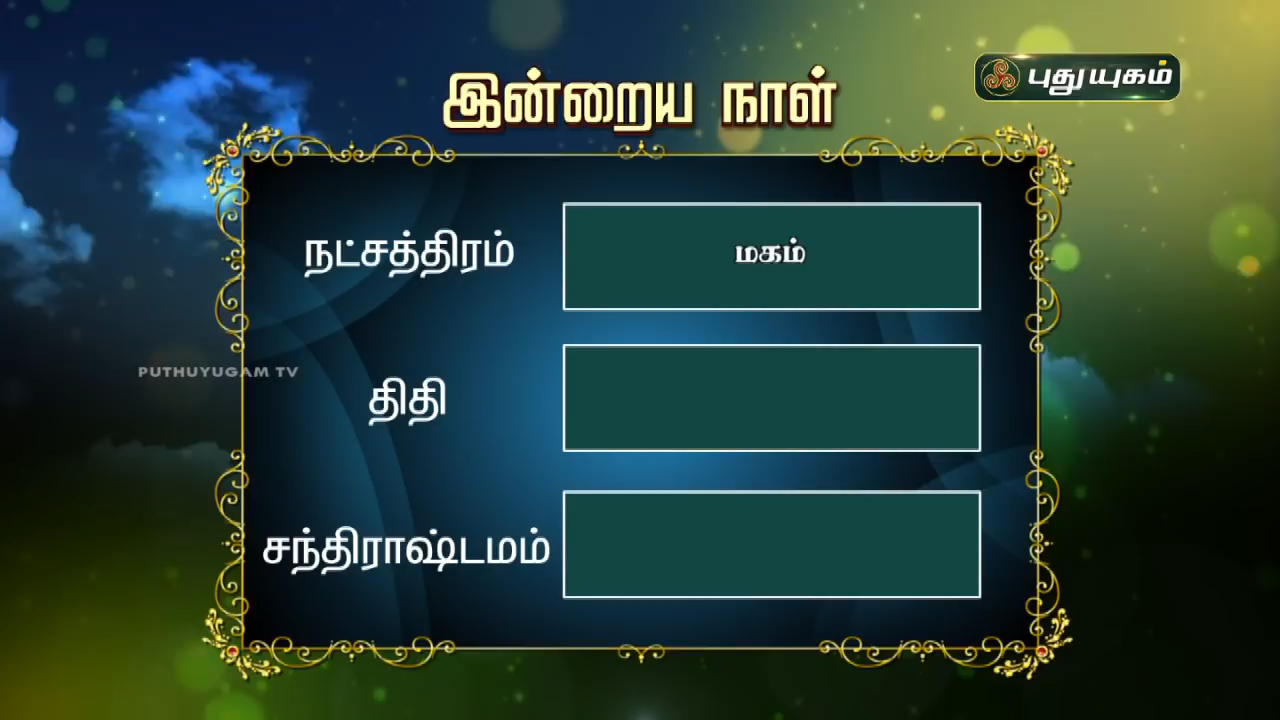 இன்றைய நாள்
புதுயுகம்
நட்சத்திரம்
மகம்
PUTHUYUGAM TV
திதி
சந்திராஷ்டமம்